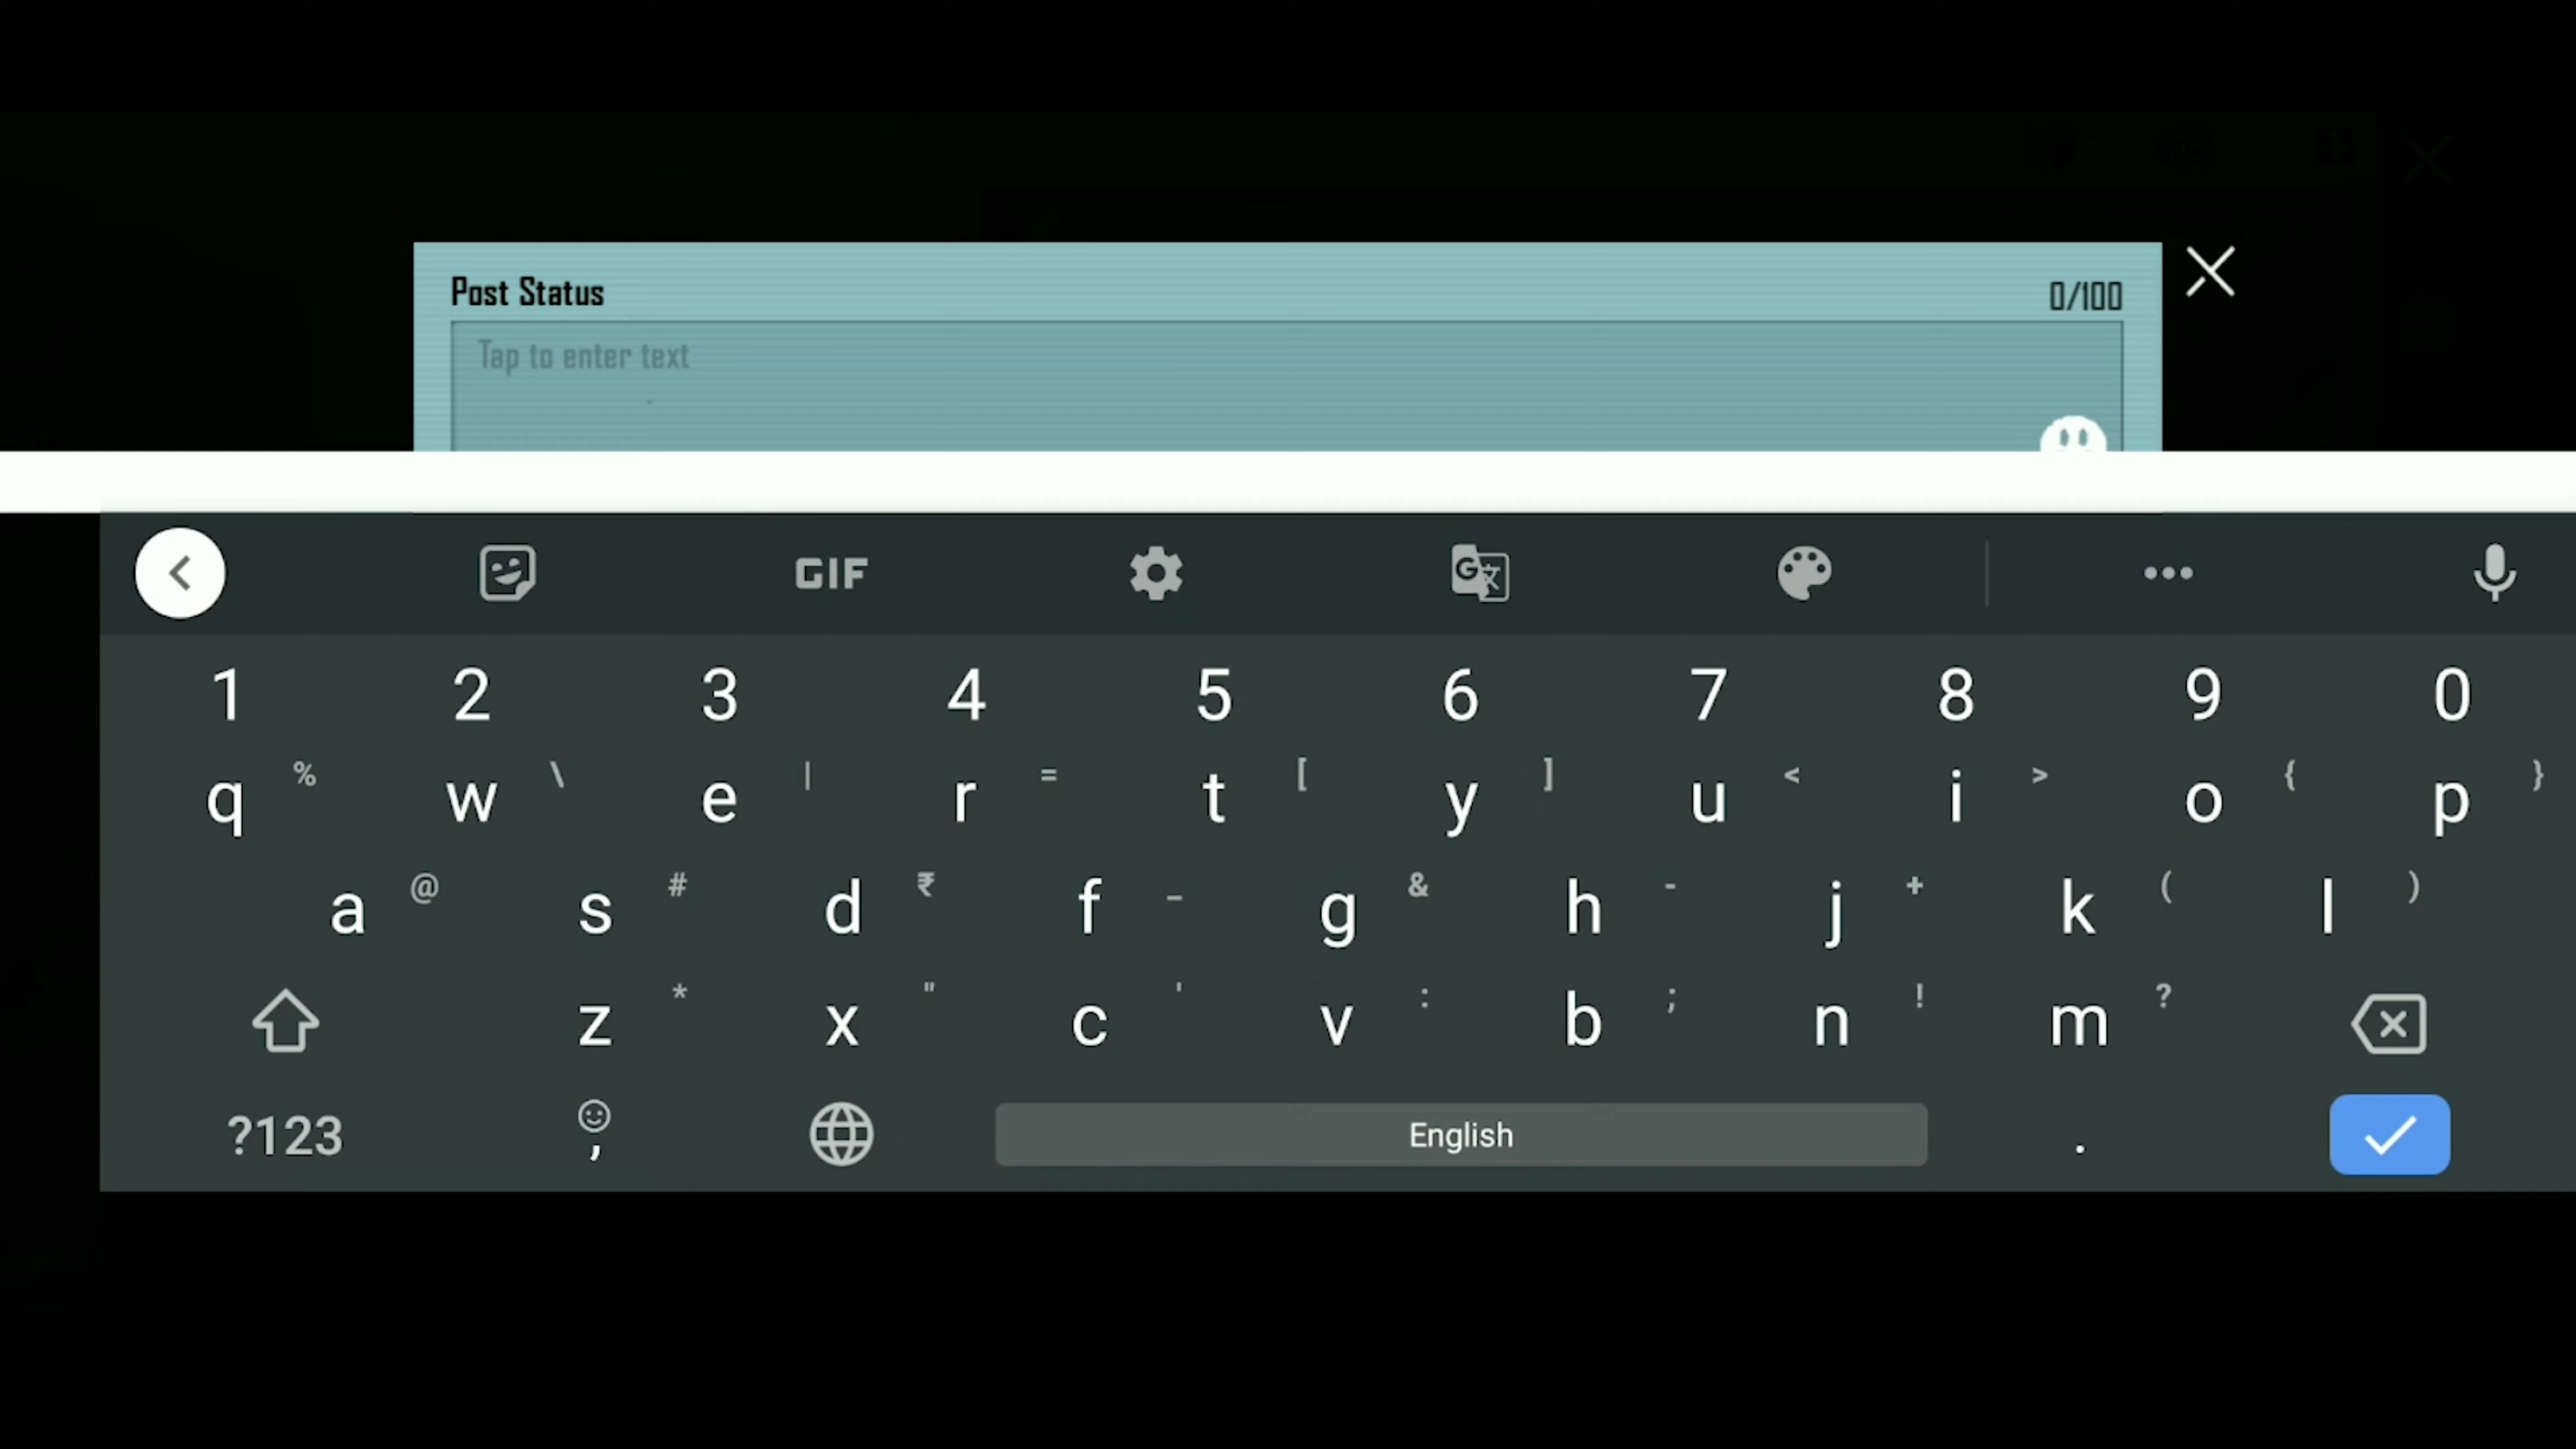 Post Status 0/100
Tap to enter text
GIF
1 2 3 4 5 6 7 8 9 0
q % w \ e | r = t [ y ] u < i > o { p }
a @ s # d ₹ f _ g & h - j + k ( l )
z * x " c ' v : b ; n ! m ?
?123 , English .